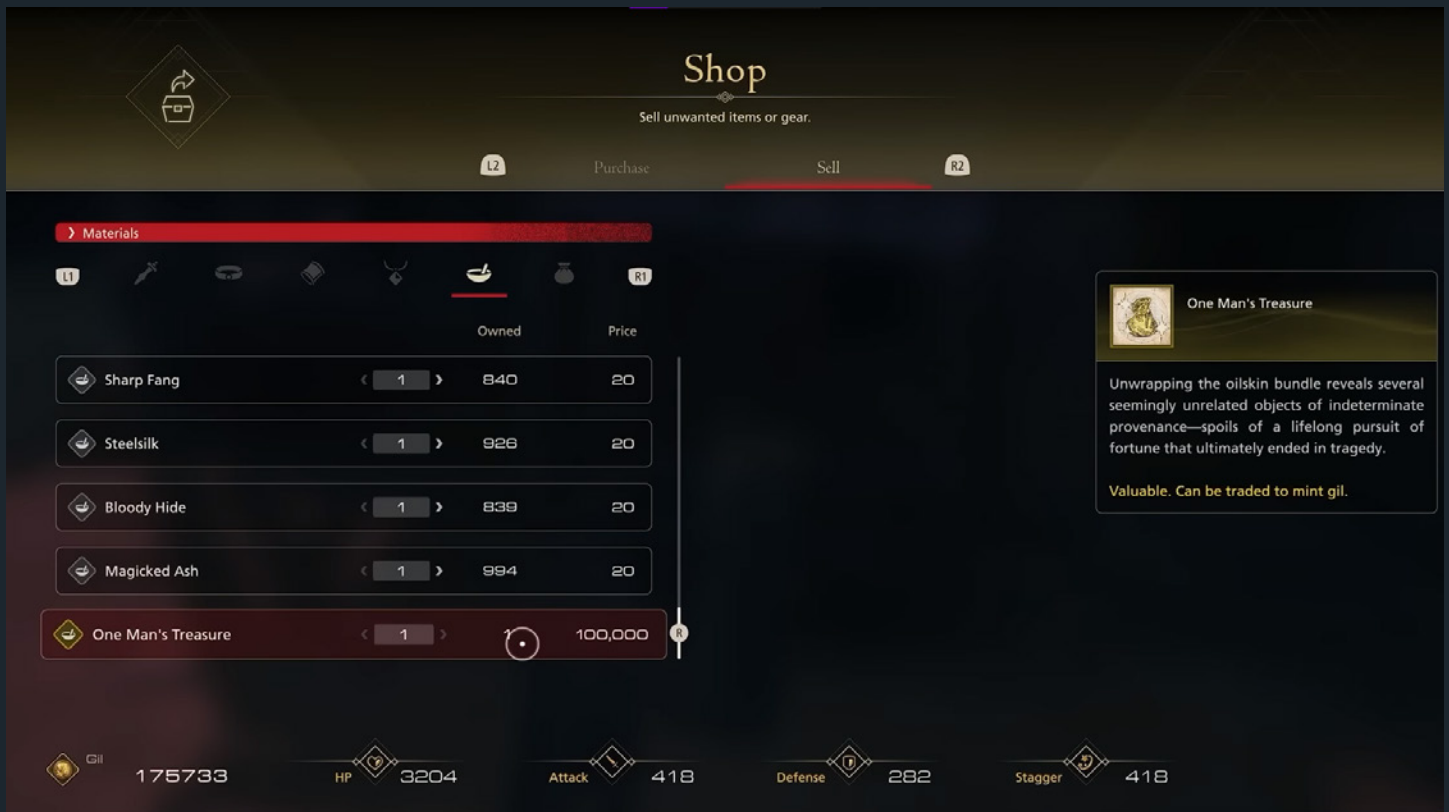 Shop
Sell unwanted items or gear.
L2 Purchase Sell R2
Materials
L1 R1
Owned Price
Sharp Fang 1 840 20
Steelsilk 1 926 20
Bloody Hide 1 839 20
Magicked Ash 1 994 20
One Man's Treasure 1 1 100,000
R
One Man's Treasure
Unwrapping the oilskin bundle reveals several
seemingly unrelated objects of indeterminate
provenance—spoils of a lifelong pursuit of
fortune that ultimately ended in tragedy.
Valuable. Can be traded to mint gil.
Gil 175733 HP 3204 Attack 418 Defense 282 Stagger 418